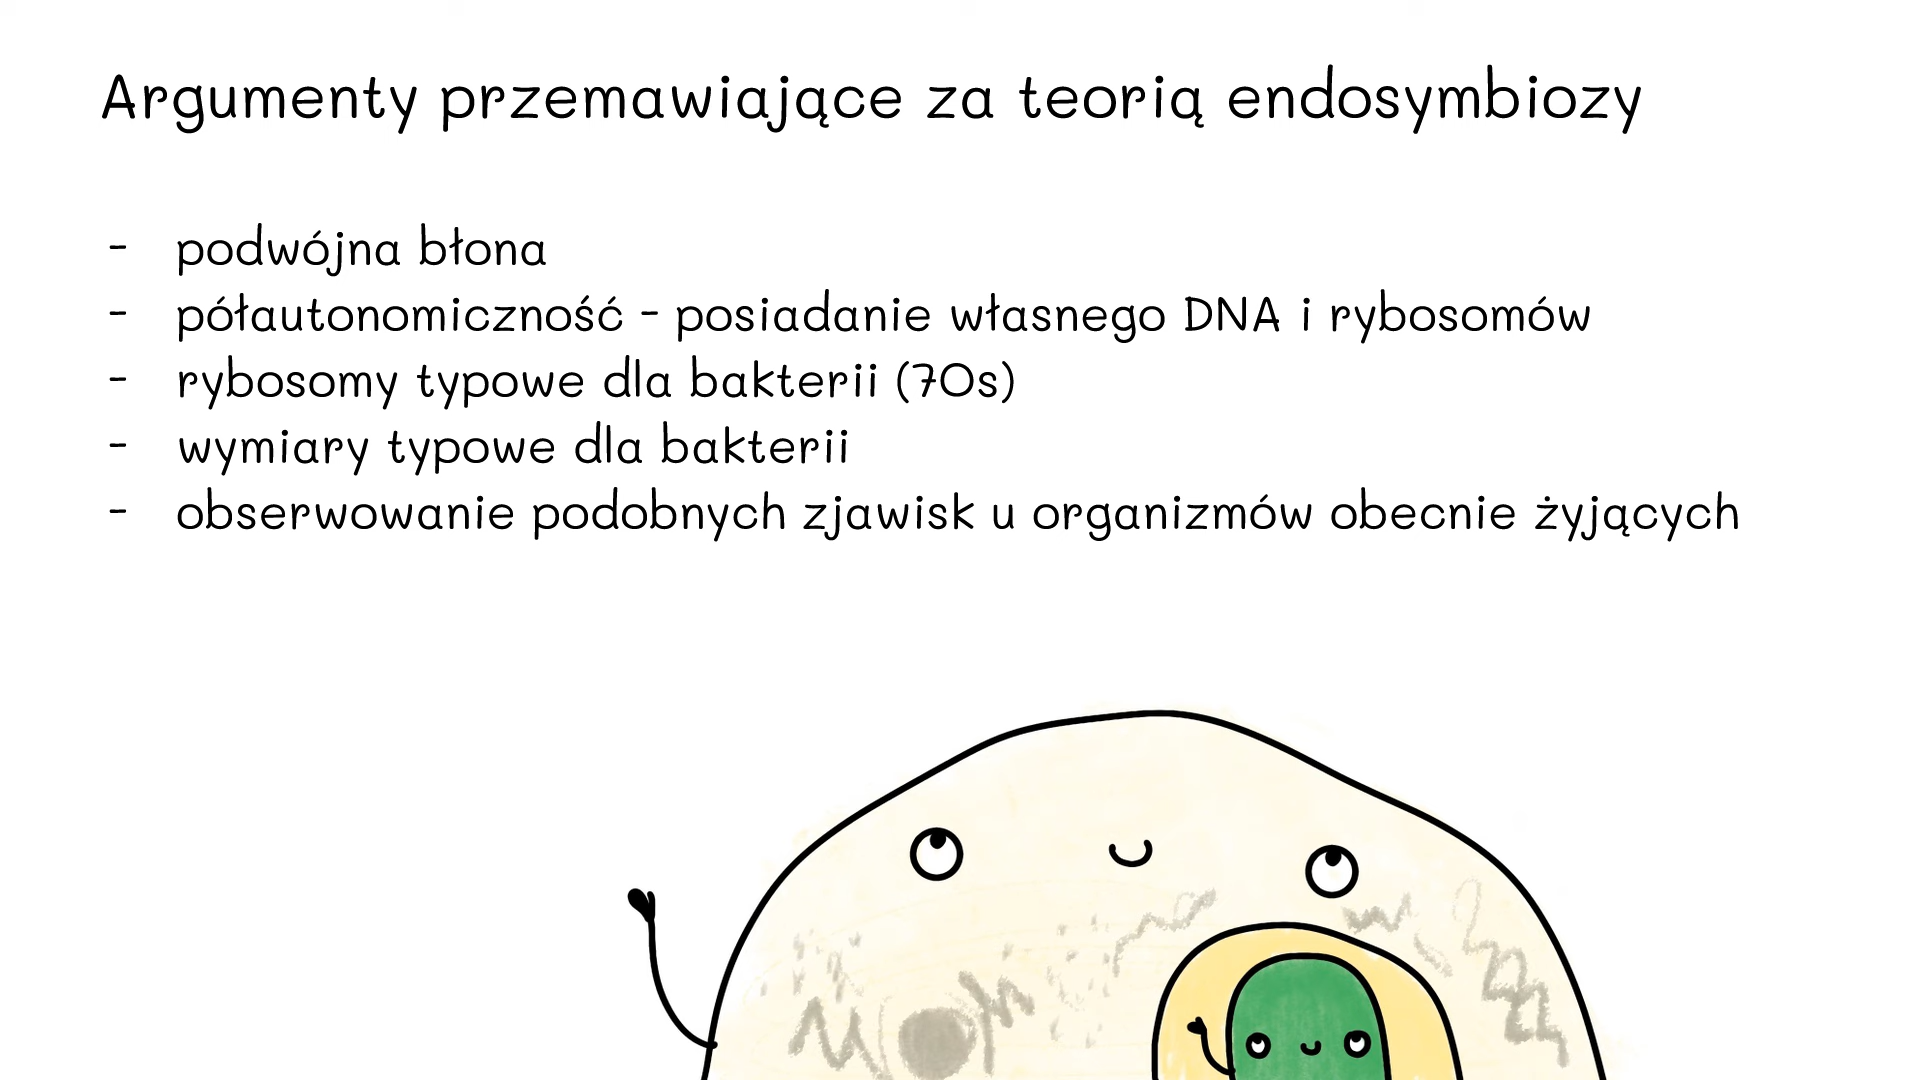 Argumenty przemawiające za teorią endosymbiozy
- podwójna błona
- półautonomiczność - posiadanie własnego DNA i rybosomów
- rybosomy typowe dla bakterii (70s)
- wymiary typowe dla bakterii
- obserwowanie podobnych zjawisk u organizmów obecnie żyjących